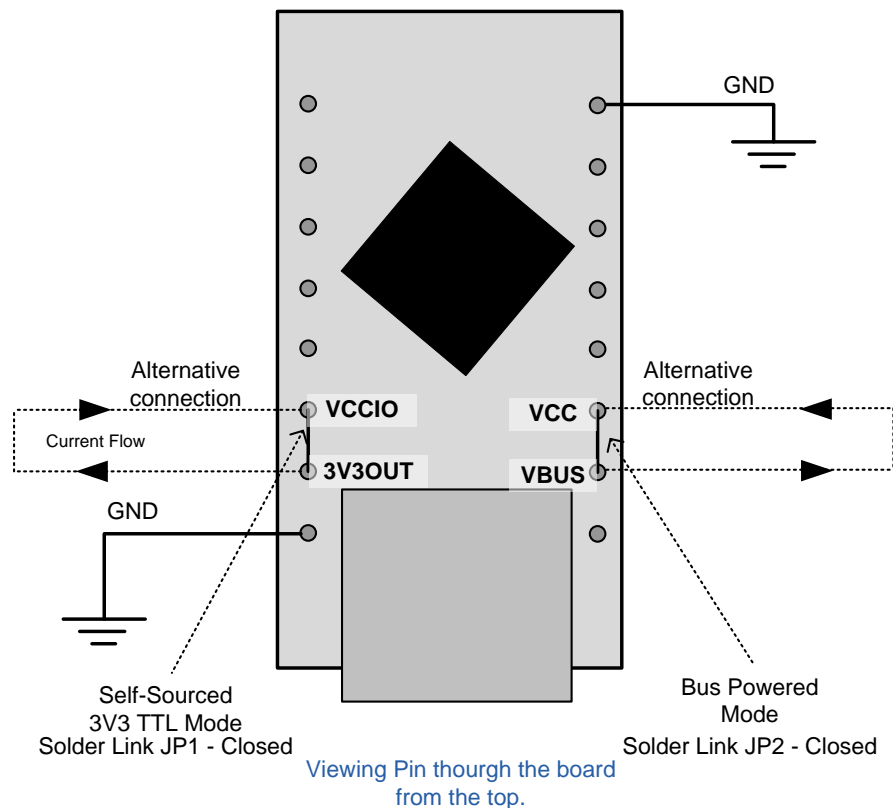 GND
Alternative
connection
Alternative
connection
VCCIO
VCC
Current Flow
3V3OUT
VBUS
GND
Self-Sourced
3V3 TTL Mode
Solder Link JP1 - Closed
Bus Powered
Mode
Solder Link JP2 - Closed
Viewing Pin thourgh the board
from the top.